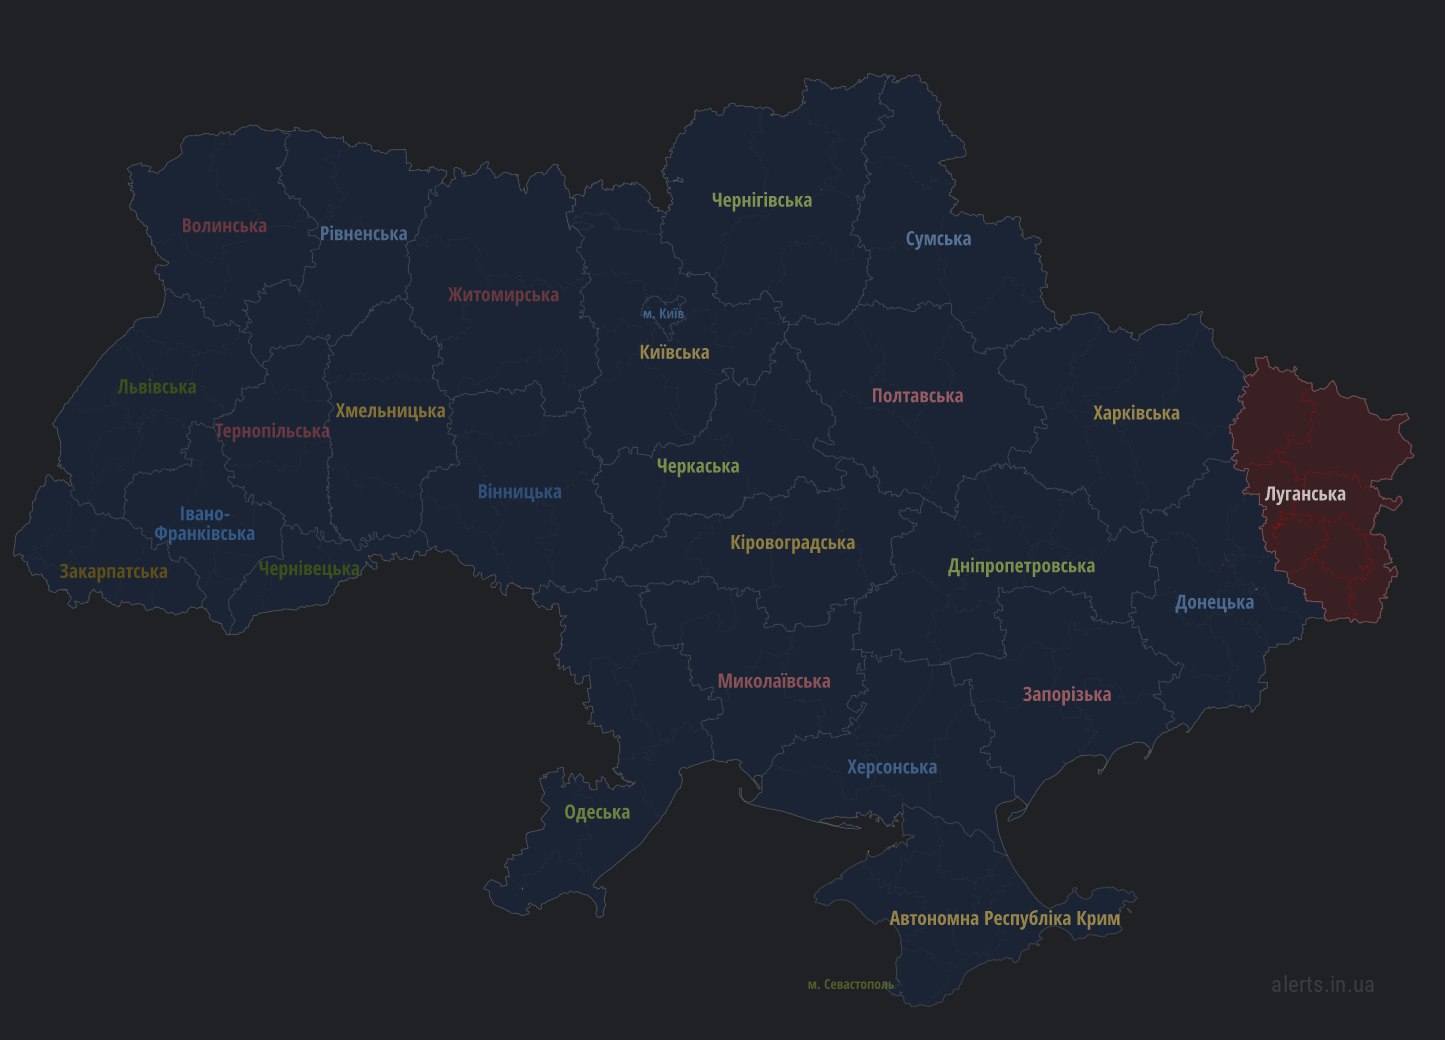 Чернігівська
Волинська
Рівненська
Сумська
Житомирська
м. Київ
Київська
Львівська
Полтавська
Хмельницька
Харківська
Тернопільська
Черкаська
Вінницька
Луганська
Івано-
Франківська
Кіровоградська
Дніпропетровська
Чернівецька
Закарпатська
Донецька
Миколаївська
Запорізька
Херсонська
Одеська
Автономна Республіка Крим
м. Севастополь
alerts.in.ua